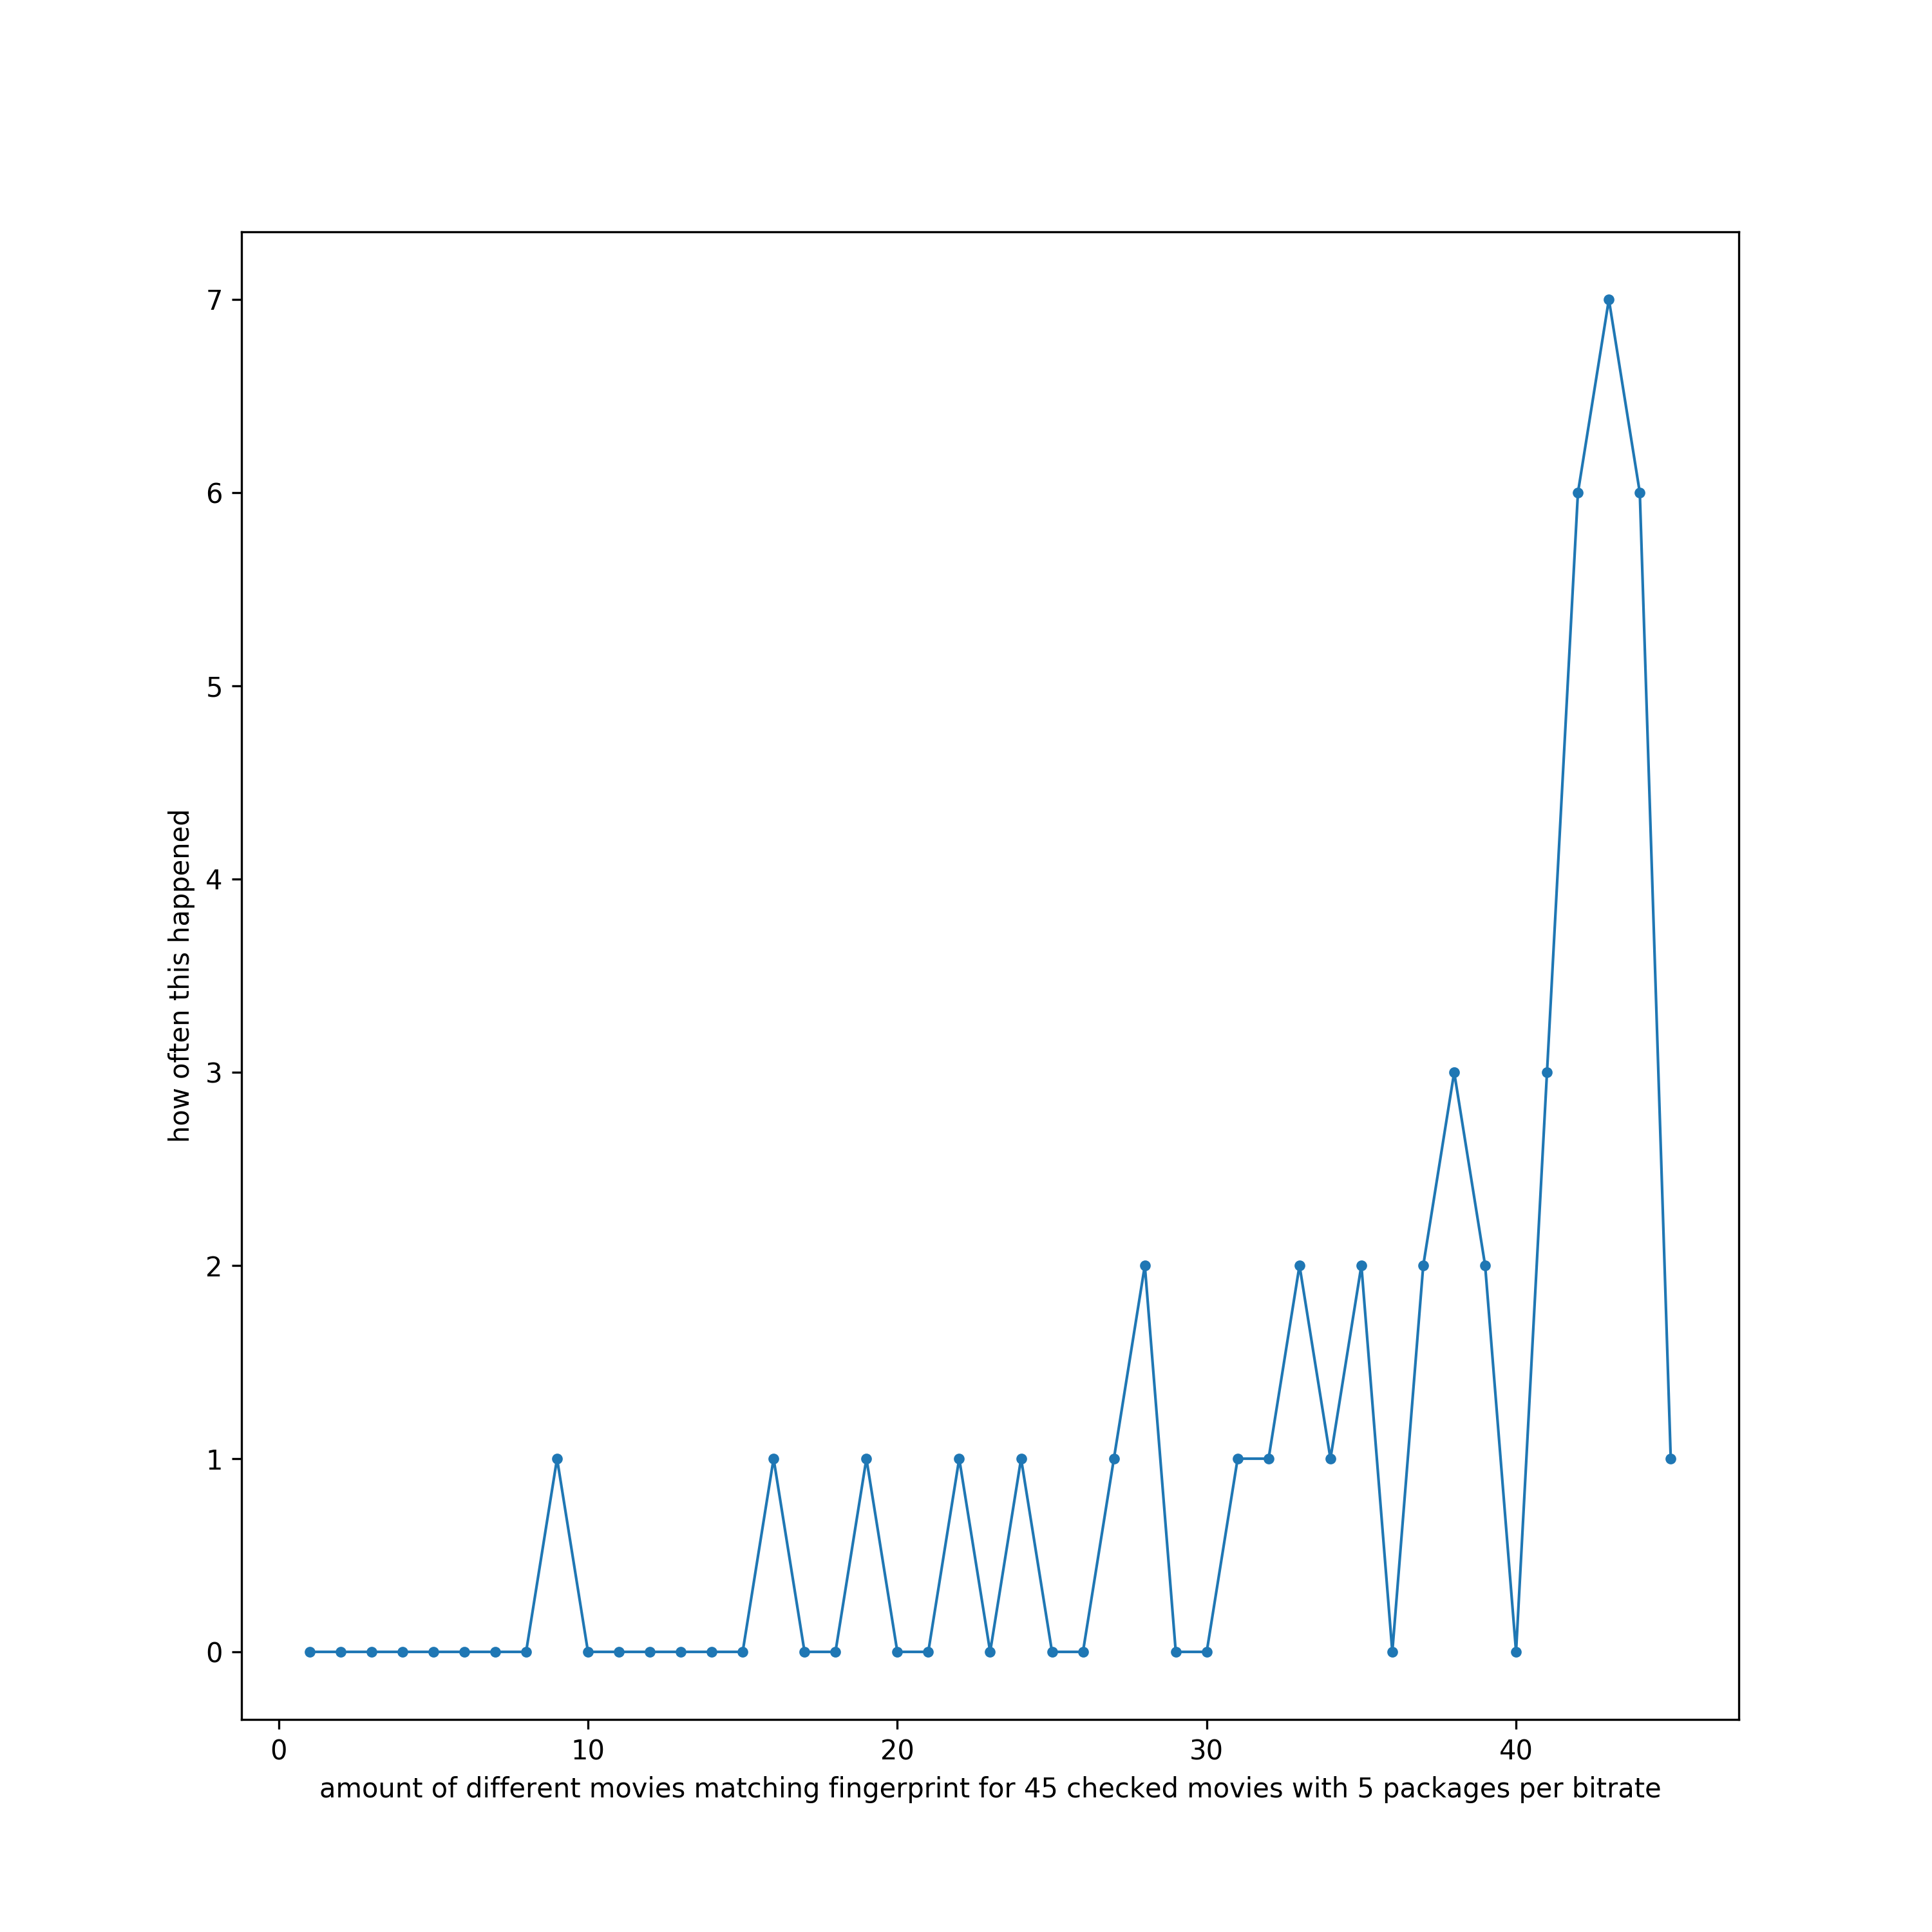 7
6
5
4
3
2
1
0
how often this happened
0 10 20 30 40
amount of different movies matching fingerprint for 45 checked movies with 5 packages per bitrate